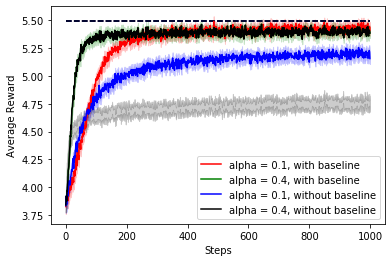 5.50
5.25
5.00
4.75
4.50
4.25
4.00
3.75
Average Reward
alpha = 0.1, with baseline
alpha = 0.4, with baseline
alpha = 0.1, without baseline
alpha = 0.4, without baseline
0 200 400 600 800 1000
Steps